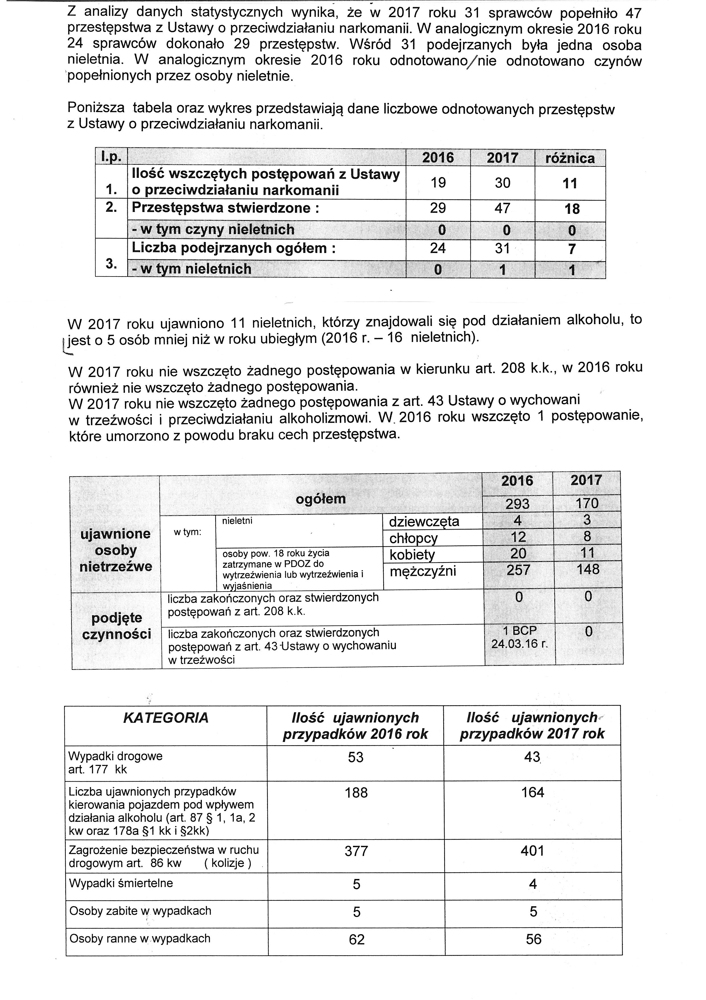 Z analizy danych statystycznych wynika, że w 2017 roku 31 sprawców popełniło 47
przestępstwa z Ustawy o przeciwdziałaniu narkomanii. W analogicznym okresie 2016 roku
24 sprawców dokonało 29 przestępstw. Wśród 31 podejrzanych była jedna osoba
nieletnia. W analogicznym okresie 2016 roku odnotowano/nie odnotowano czynów
popełnionych przez osoby nieletnie.
Poniższa tabela oraz wykres przedstawiają dane liczbowe odnotowanych przestępstw
z Ustawy o przeciwdziałaniu narkomanii.
l.p. 2016 2017 różnica
Ilość wszczętych postępowań z Ustawy
1. o przeciwdziałaniu narkomanii 19 30 11
2. Przestępstwa stwierdzone : 29 47 18
- w tym czyny nieletnich 0 0 0
Liczba podejrzanych ogółem : 24 31 7
3. - w tym nieletnich 0 1 1
W 2017 roku ujawniono 11 nieletnich, którzy znajdowali się pod działaniem alkoholu, to
jest o 5 osób mniej niż w roku ubiegłym (2016 r. – 16 nieletnich).
W 2017 roku nie wszczęto żadnego postępowania w kierunku art. 208 k.k., w 2016 roku
również nie wszczęto żadnego postępowania.
W 2017 roku nie wszczęto żadnego postępowania z art. 43 Ustawy o wychowani
w trzeźwości i przeciwdziałaniu alkoholizmowi. W. 2016 roku wszczęto 1 postępowanie,
które umorzono z powodu braku cech przestępstwa.
ujawnione
osoby
nietrzeźwe
ogółem
2016 2017
293 170
w tym:
nieletni
dziewczęta 4 3
chłopcy 12 8
osoby pow. 18 roku życia
zatrzymane w PDOZ do
wytrzeźwienia lub wytrzeźwienia i
wyjaśnienia
kobiety 20 11
mężczyźni 257 148
podjęte
czynności
liczba zakończonych oraz stwierdzonych
postępowań z art. 208 k.k.
0 0
liczba zakończonych oraz stwierdzonych
postępowań z art. 43 Ustawy o wychowaniu
w trzeźwości
1 BCP
24.03.16 r.
0
KATEGORIA
Ilość ujawnionych
przypadków 2016 rok
Ilość ujawnionych
przypadków 2017 rok
Wypadki drogowe
art. 177 kk
53 43
Liczba ujawnionych przypadków
kierowania pojazdem pod wpływem
działania alkoholu (art. 87 § 1, 1a, 2
kw oraz 178a §1 kk i §2kk)
188 164
Zagrożenie bezpieczeństwa w ruchu
drogowym art. 86 kw ( kolizje )
377 401
Wypadki śmiertelne 5 4
Osoby zabite w wypadkach 5 5
Osoby ranne w wypadkach 62 56